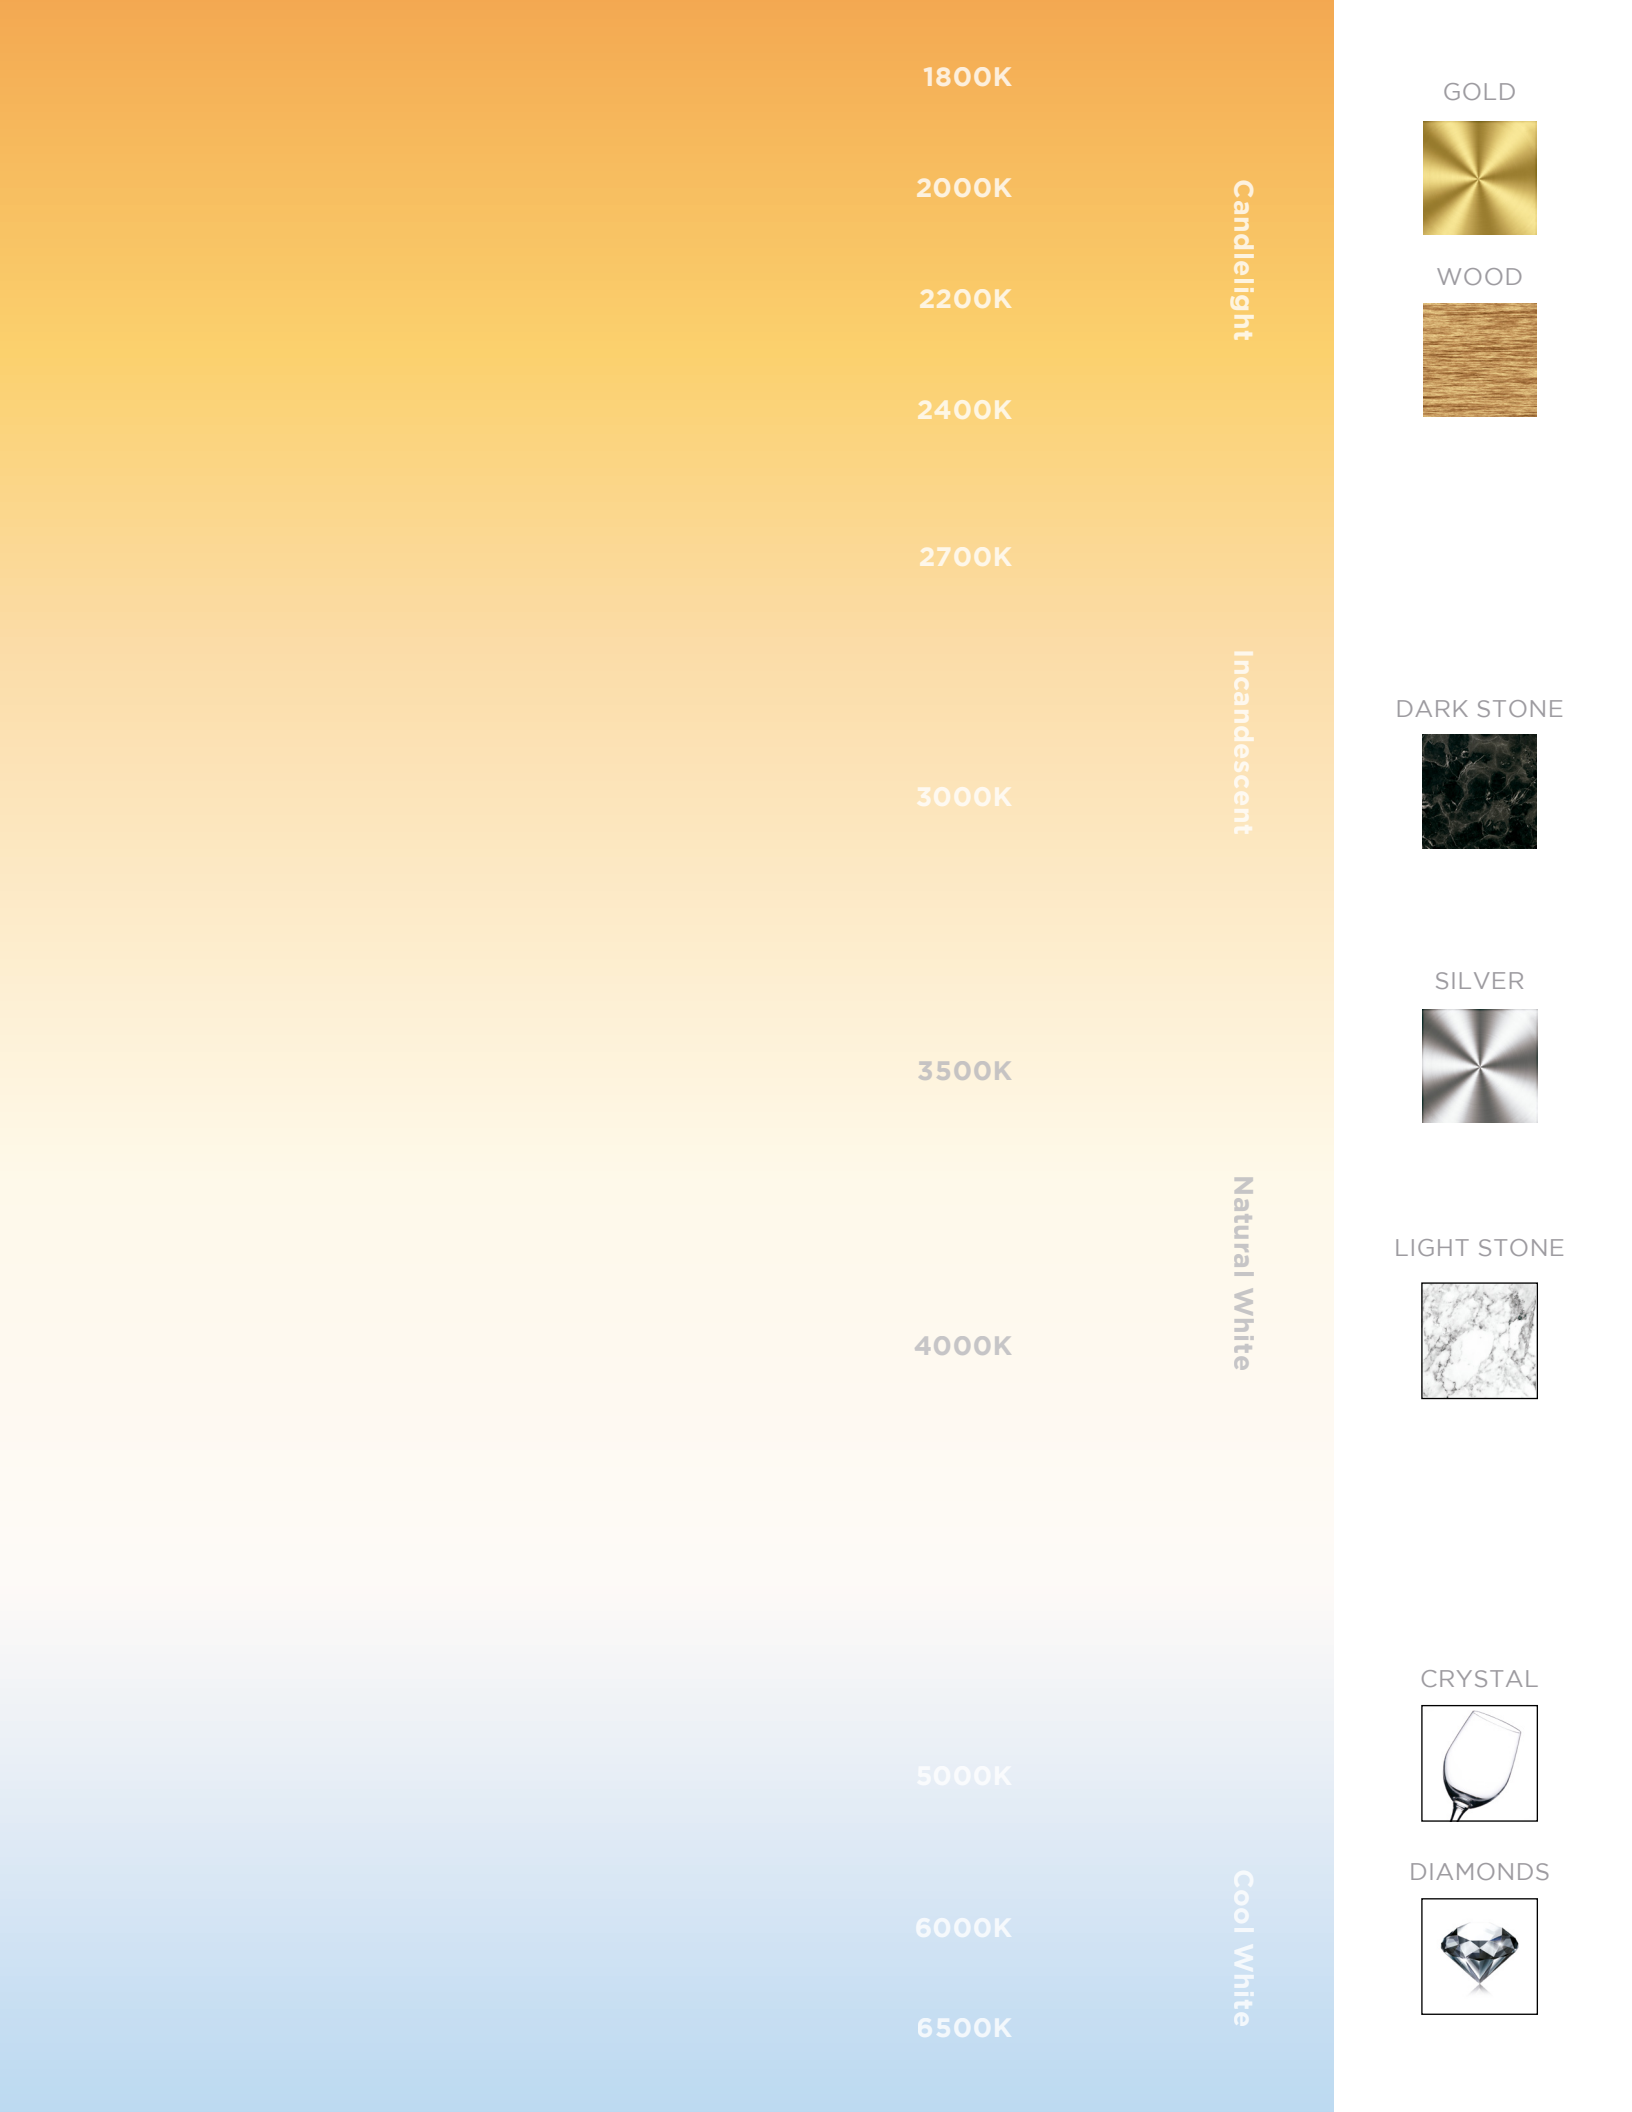 1800K
2000K
2200K
2400K
2700K
3000K
3500K
4000K
5000K
6000K
6500K
Candlelight
Incandescent
Natural White
Cool White
GOLD
WOOD
DARK STONE
SILVER
LIGHT STONE
CRYSTAL
DIAMONDS